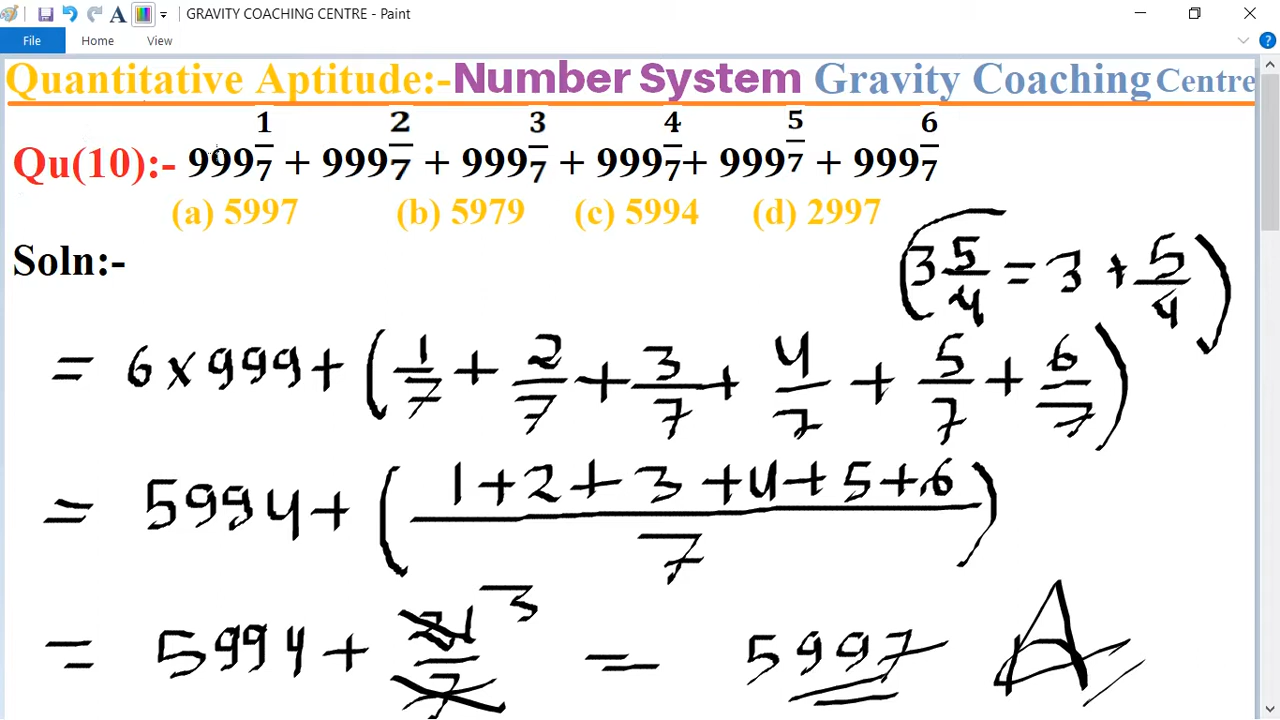 GRAVITY COACHING CENTRE - Paint
File Home View
Quantitative Aptitude:-Number System Gravity Coaching Centre
Qu(10):- 999 1/7 + 999 2/7 + 999 3/7 + 999 4/7 + 999 5/7 + 999 6/7
(a) 5997 (b) 5979 (c) 5994 (d) 2997
Soln:-
(3 5/4 = 3 + 5/4)
= 6 x 999 + (1/7 + 2/7 + 3/7 + 4/7 + 5/7 + 6/7)
= 5994 + (1+2+3+4+5+6)/7
= 5994 + 21/7 3 = 5997 A